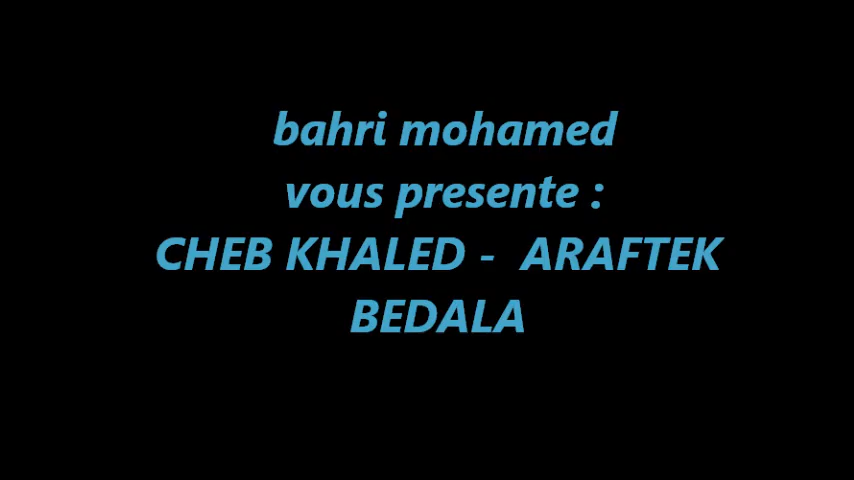 bahri mohamed
vous presente :
CHEB KHALED -  ARAFTEK
BEDALA